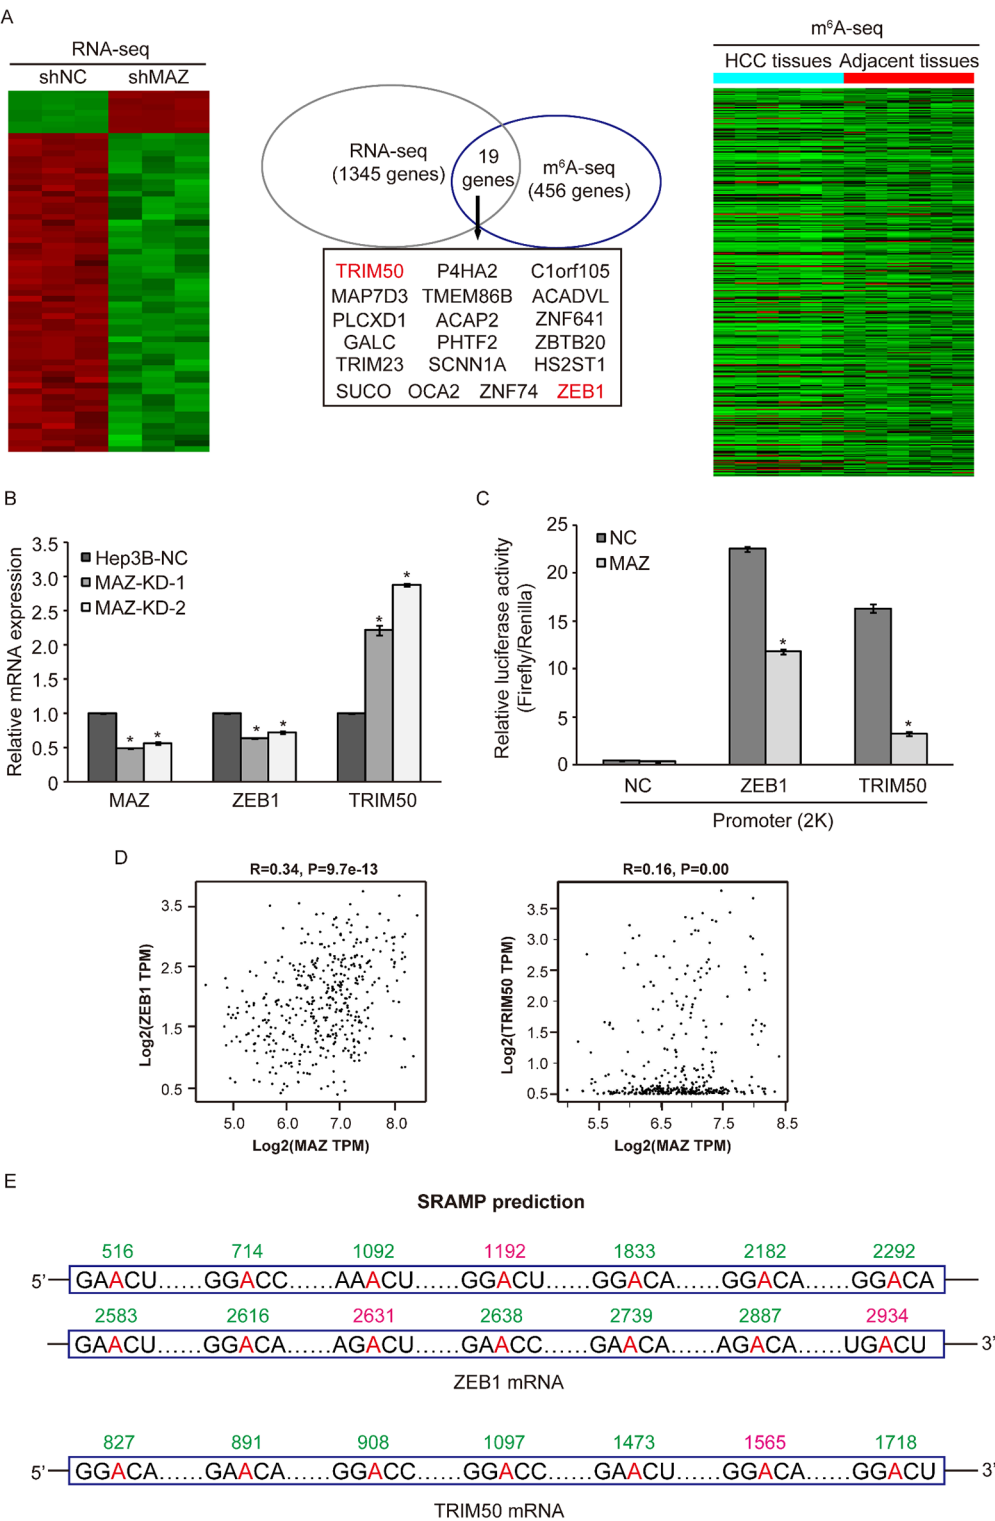 A
RNA-seq
shNC shMAZ
RNA-seq
(1345 genes)
19
genes
m⁶A-seq
(456 genes)
TRIM50 P4HA2 C1orf105
MAP7D3 TMEM86B ACADVL
PLCXD1 ACAP2 ZNF641
GALC PHTF2 ZBTB20
TRIM23 SCNN1A HS2ST1
SUCO OCA2 ZNF74 ZEB1
m⁶A-seq
HCC tissues Adjacent tissues
B
Relative mRNA expression
3.5
3.0
2.5
2.0
1.5
1.0
0.5
0
Hep3B-NC
MAZ-KD-1
MAZ-KD-2
* * * * * *
MAZ ZEB1 TRIM50
C
Relative luciferase activity
(Firefly/Renilla)
25
20
15
10
5
0
NC
MAZ
* *
NC ZEB1 TRIM50
Promoter (2K)
D
R=0.34, P=9.7e-13
Log2(ZEB1 TPM)
3.5
2.5
1.5
0.5
5.0 6.0 7.0 8.0
Log2(MAZ TPM)
R=0.16, P=0.00
Log2(TRIM50 TPM)
3.5
3.0
2.5
2.0
1.5
1.0
0.5
5.5 6.5 7.5 8.5
Log2(MAZ TPM)
E
SRAMP prediction
516 714 1092 1192 1833 2182 2292
5’ GAACU......GGACC......AAACU......GGACU......GGACA......GGACA......GGACA
2583 2616 2631 2638 2739 2887 2934
GAACU......GGACA......AGACU......GAACC......GAACA......AGACA......UGACU 3’
ZEB1 mRNA
827 891 908 1097 1473 1565 1718
5’ GGACA......GAACA......GGACC......GGACC......GAACU......GGACA......GGACU 3’
TRIM50 mRNA